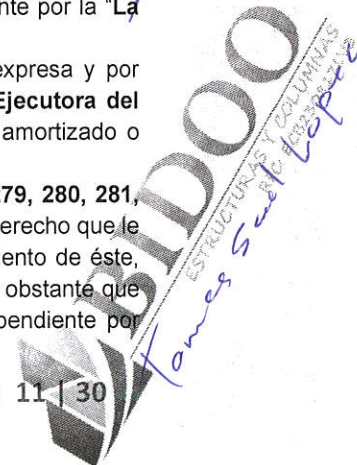 nte por la "La
expresa y por
Ejecutora del
amortizado o
279, 280, 281,
erecho que le
ento de éste,
obstante que
pendiente por
11 | 30
BIDOO
ESTRUCTURAS Y COLUMNAS